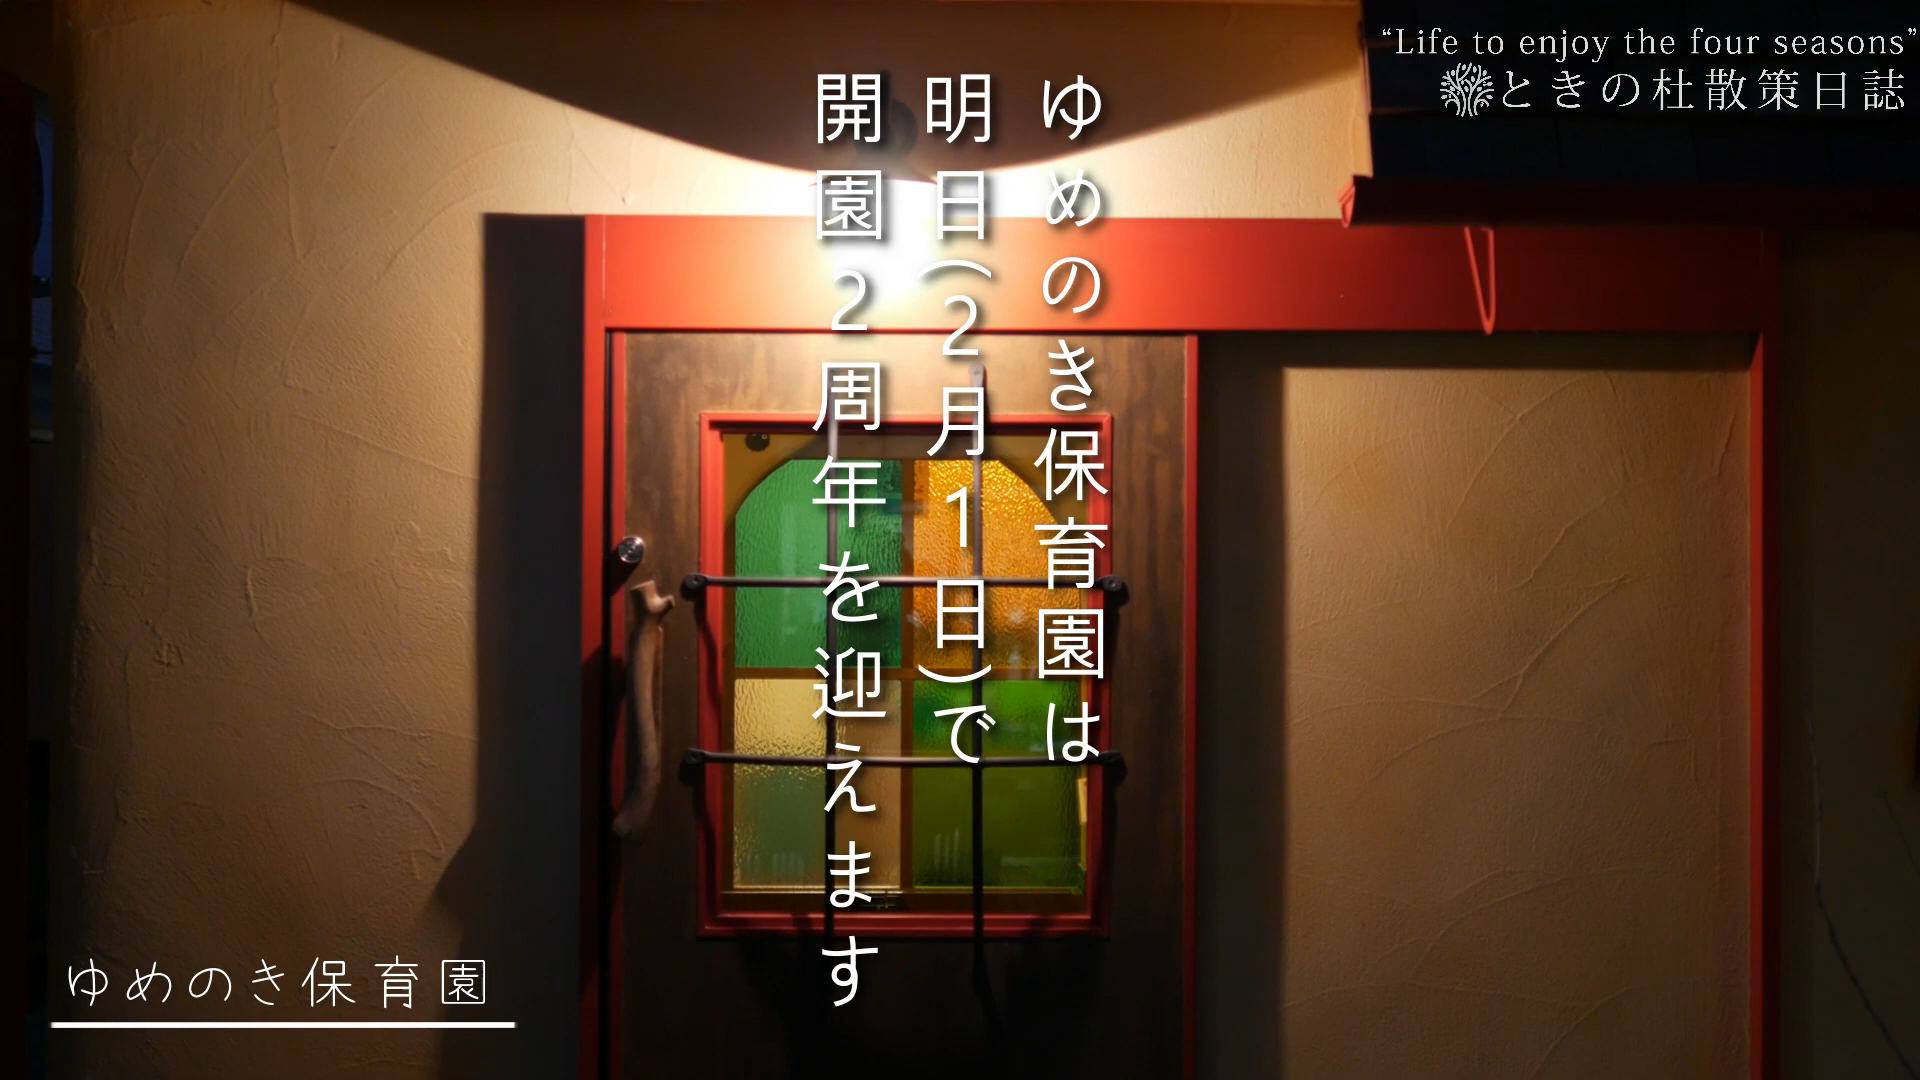 “Life to enjoy the four seasons”
ときの杜散策日誌
ゆめのき保育園は
明日(2月1日)で
開園2周年を迎えます
ゆめのき保育園